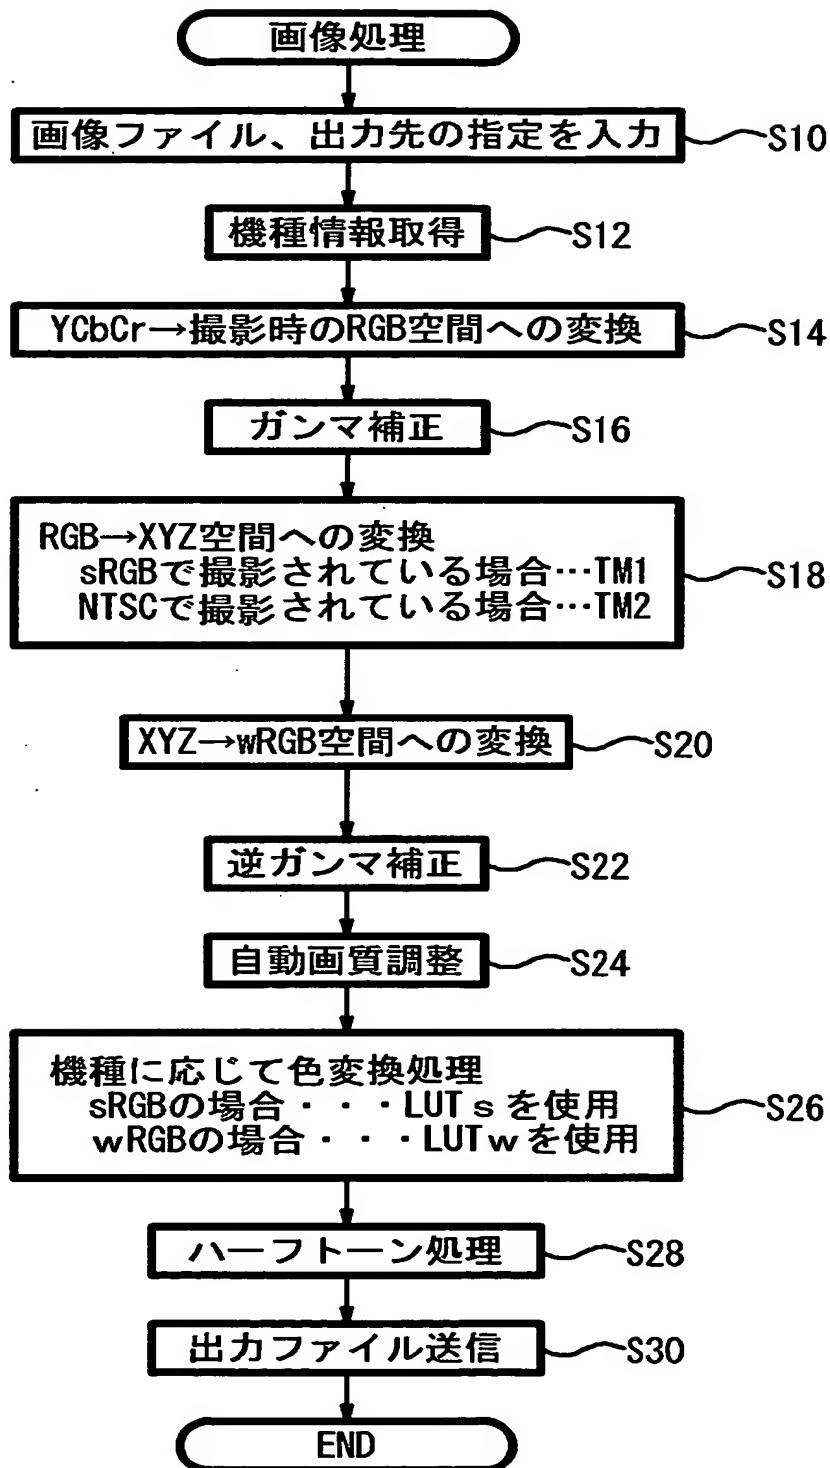 画像処理
画像ファイル、出力先の指定を入力
S10
機種情報取得
S12
YCbCr→撮影時のRGB空間への変換
S14
ガンマ補正
S16
RGB→XYZ空間への変換
sRGBで撮影されている場合…TM1
NTSCで撮影されている場合…TM2
S18
XYZ→wRGB空間への変換
S20
逆ガンマ補正
S22
自動画質調整
S24
機種に応じて色変換処理
sRGBの場合・・・LUTｓを使用
wRGBの場合・・・LUTｗを使用
S26
ハーフトーン処理
S28
出力ファイル送信
S30
END